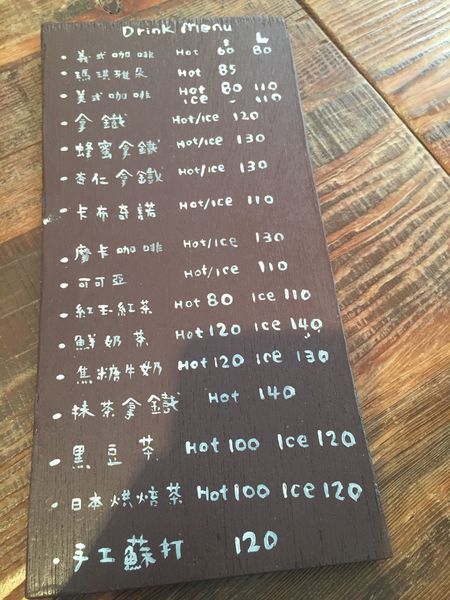 Drink Menu
S L
• 義式咖啡 Hot 60 80
• 瑪琪雅朵 Hot 85
• 美式咖啡 Hot 80 110
ice - 110
• 拿鐵 Hot/ice 120
• 蜂蜜拿鐵 Hot/ice 130
• 杏仁拿鐵 Hot/ice 130
• 卡布奇諾 Hot/ice 110
• 摩卡咖啡 Hot/ice 130
• 可可亞 Hot/ice 110
• 紅玉紅茶 Hot 80 Ice 110
• 鮮奶茶 Hot 120 Ice 140
• 焦糖牛奶 Hot 120 Ice 130
• 抹茶拿鐵 Hot 140
• 黑豆茶 Hot 100 Ice 120
• 日本烘焙茶 Hot 100 Ice 120
• 手工蘇打 120